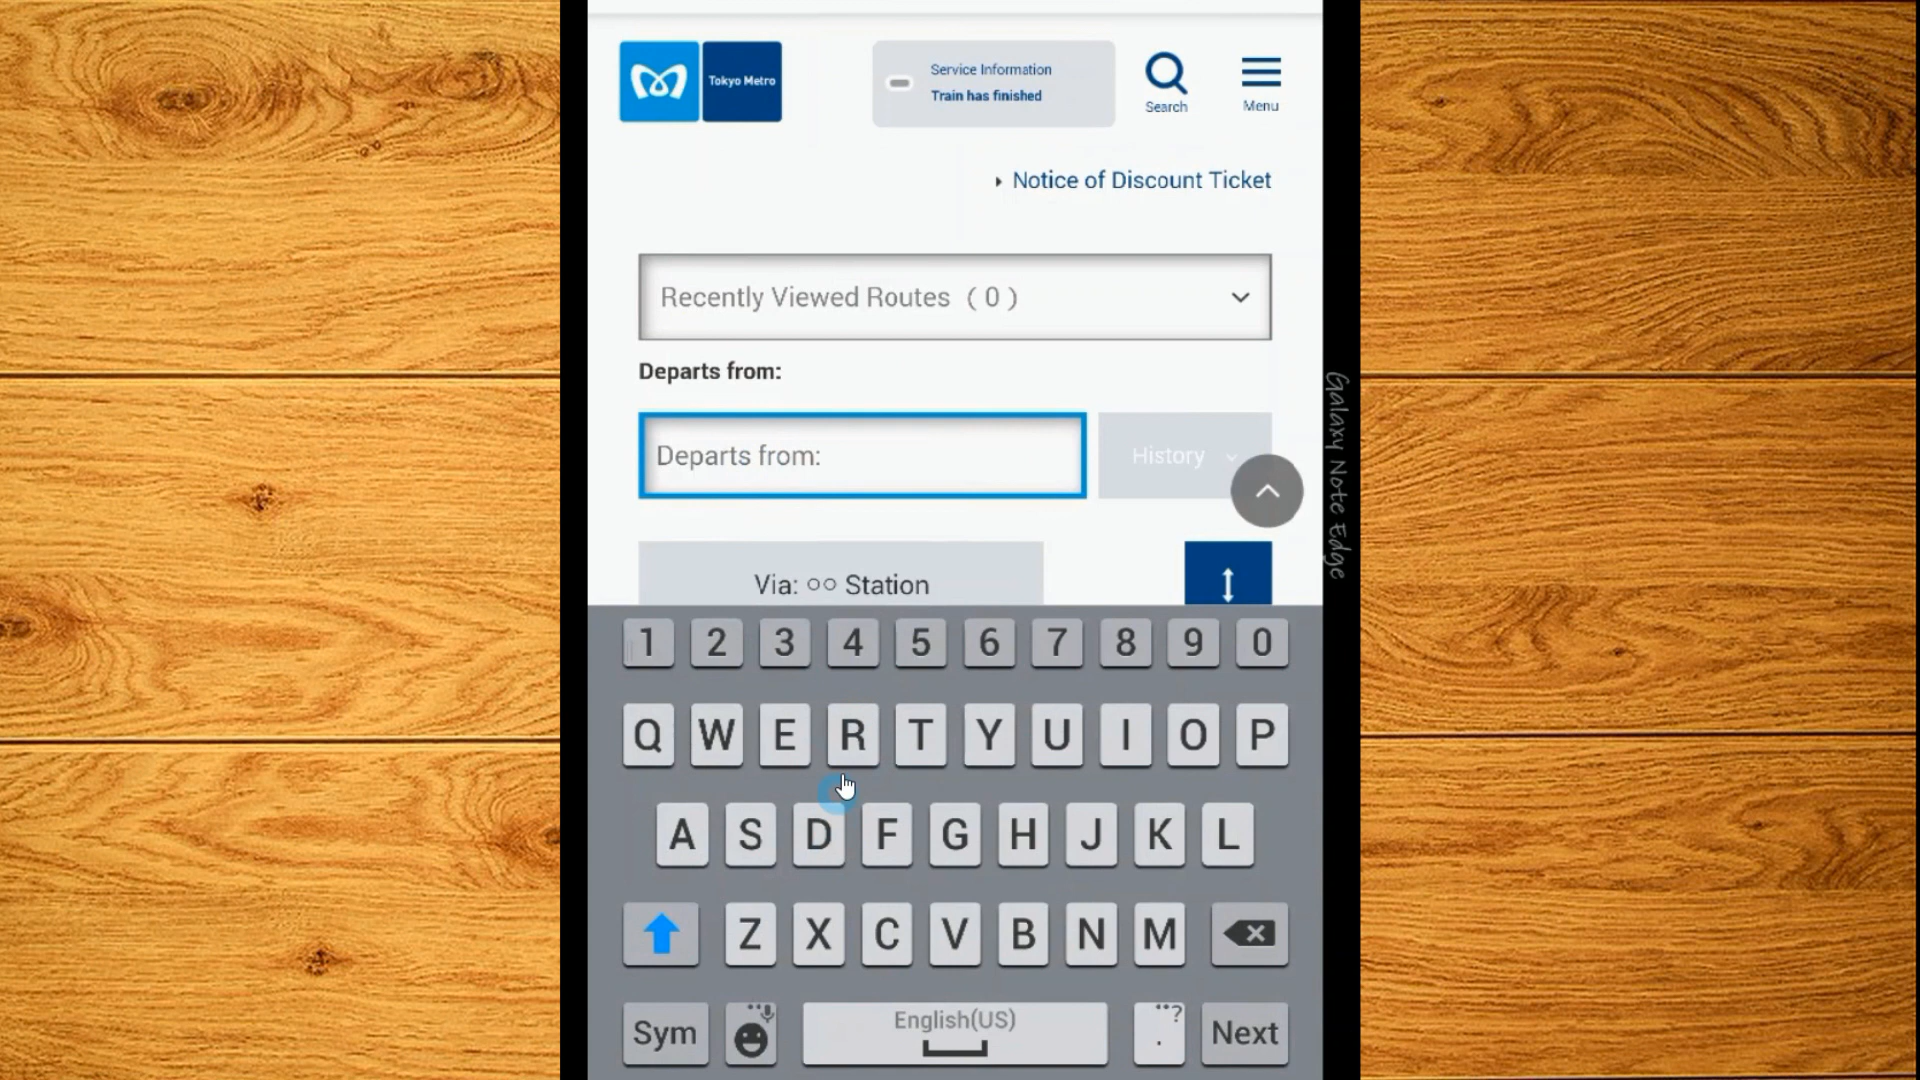 Tokyo Metro
Service Information
Train has finished
Search
Menu
Notice of Discount Ticket
Recently Viewed Routes ( 0 )
Departs from:
Departs from:
History
Via: ○○ Station
Galaxy Note Edge
1 2 3 4 5 6 7 8 9 0
Q W E R T Y U I O P
A S D F G H J K L
Z X C V B N M
Sym
English(US)
. ?
Next